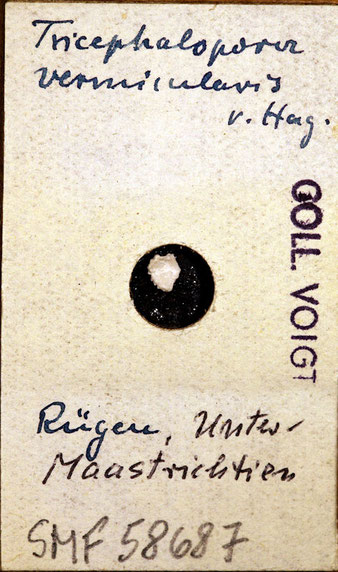 Tricephalopora
vermicularis
v. Hag.
COLL. VOIGT
Rügen, Unter-
Maastrichtien
SMF 58687